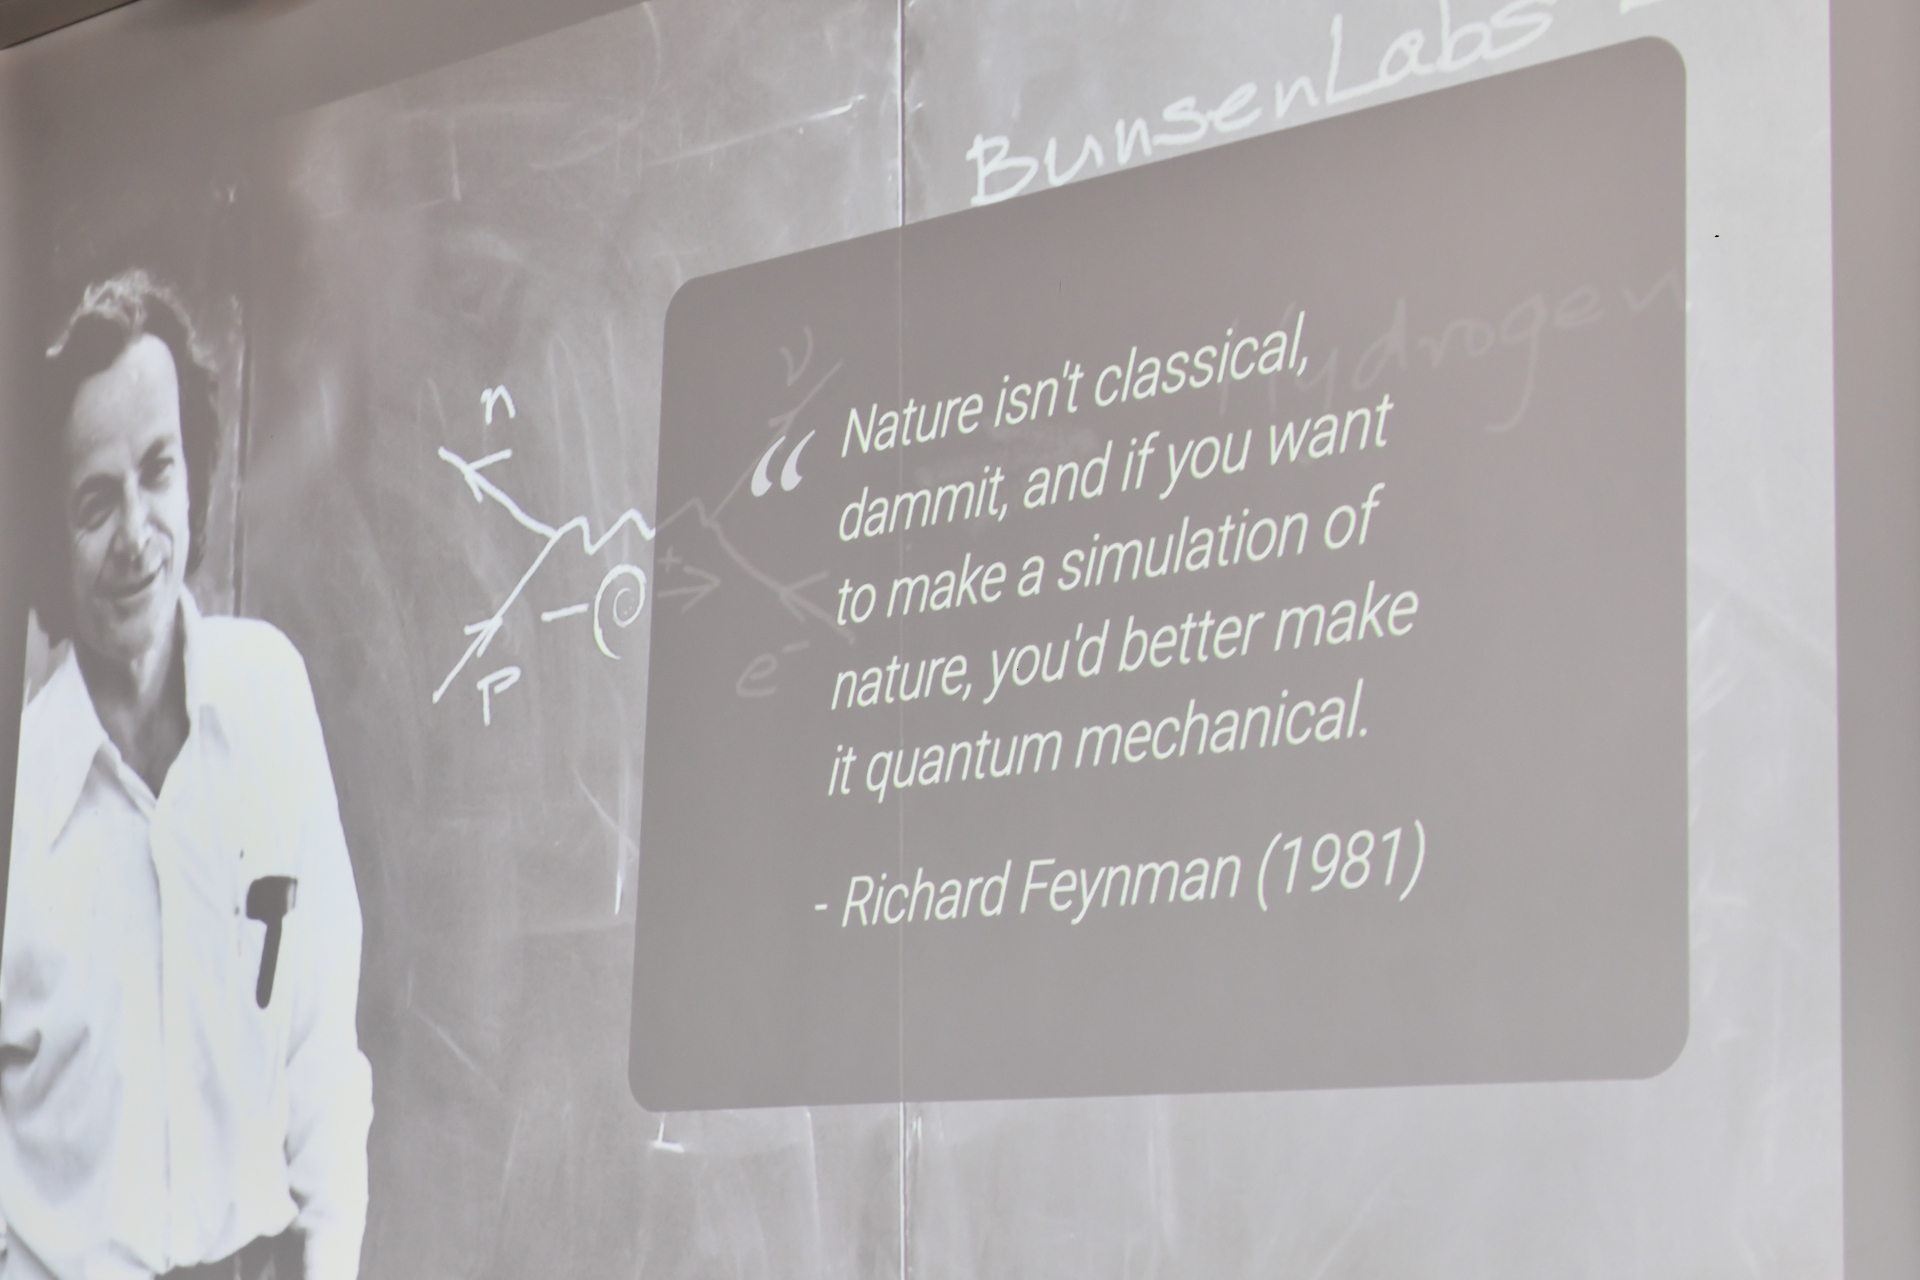 BunsenLabs
Hydrogen
n
ν
“ Nature isn't classical,
dammit, and if you want
to make a simulation of
nature, you'd better make
it quantum mechanical.
- Richard Feynman (1981)
+
p
e-